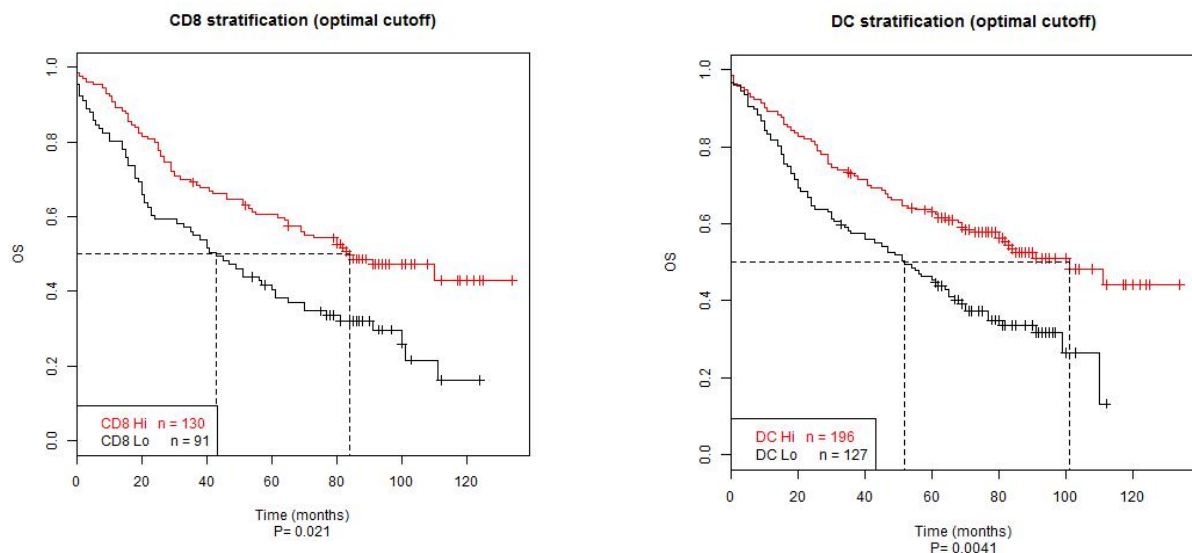 CD8 stratification (optimal cutoff)
OS
1.0
0.8
0.6
0.4
0.2
0.0
CD8 Hi n = 130
CD8 Lo n = 91
0 20 40 60 80 100 120
Time (months)
P= 0.021
DC stratification (optimal cutoff)
OS
1.0
0.8
0.6
0.4
0.2
0.0
DC Hi n = 196
DC Lo n = 127
0 20 40 60 80 100 120
Time (months)
P= 0.0041